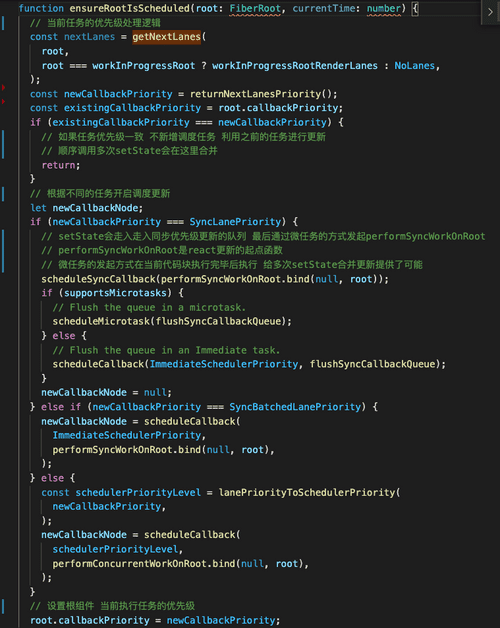 function ensureRootIsScheduled(root: FiberRoot, currentTime: number) {
// 当前任务的优先级处理逻辑
const nextLanes = getNextLanes(
root,
root === workInProgressRoot ? workInProgressRootRenderLanes : NoLanes,
);
const newCallbackPriority = returnNextLanesPriority();
const existingCallbackPriority = root.callbackPriority;
if (existingCallbackPriority === newCallbackPriority) {
// 如果任务优先级一致 不新增调度任务 利用之前的任务进行更新
// 顺序调用多次setState会在这里合并
return;
}
// 根据不同的任务开启调度更新
let newCallbackNode;
if (newCallbackPriority === SyncLanePriority) {
// setState会走入走入同步优先级更新的队列 最后通过微任务的方式发起performSyncWorkOnRoot
// performSyncWorkOnRoot是react更新的起点函数
// 微任务的发起方式在当前代码块执行完毕后执行 给多次setState合并更新提供了可能
scheduleSyncCallback(performSyncWorkOnRoot.bind(null, root));
if (supportsMicrotasks) {
// Flush the queue in a microtask.
scheduleMicrotask(flushSyncCallbackQueue);
} else {
// Flush the queue in an Immediate task.
scheduleCallback(ImmediateSchedulerPriority, flushSyncCallbackQueue);
}
newCallbackNode = null;
} else if (newCallbackPriority === SyncBatchedLanePriority) {
newCallbackNode = scheduleCallback(
ImmediateSchedulerPriority,
performSyncWorkOnRoot.bind(null, root),
);
} else {
const schedulerPriorityLevel = lanePriorityToSchedulerPriority(
newCallbackPriority,
);
newCallbackNode = scheduleCallback(
schedulerPriorityLevel,
performConcurrentWorkOnRoot.bind(null, root),
);
}
// 设置根组件 当前执行任务的优先级
root.callbackPriority = newCallbackPriority;